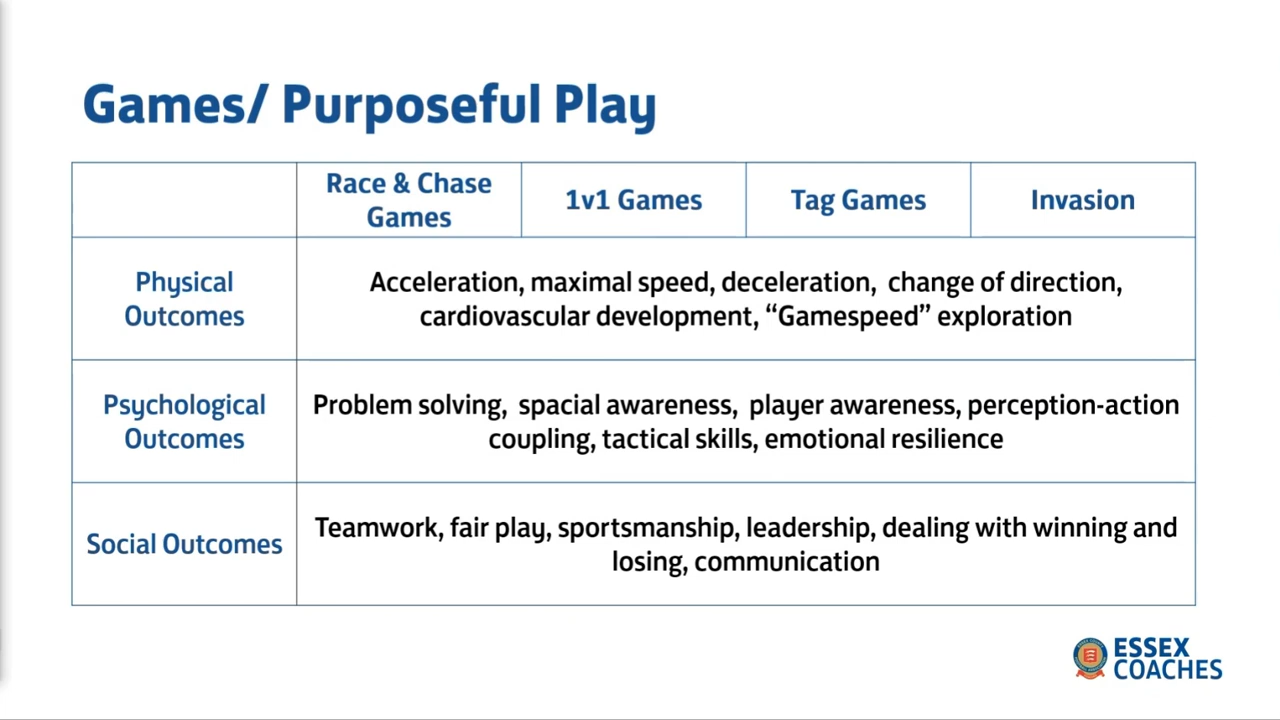 Games/ Purposeful Play
Race & Chase
Games
1v1 Games
Tag Games
Invasion
Physical
Outcomes
Acceleration, maximal speed, deceleration, change of direction,
cardiovascular development, “Gamespeed” exploration
Psychological
Outcomes
Problem solving, spacial awareness, player awareness, perception-action
coupling, tactical skills, emotional resilience
Social Outcomes
Teamwork, fair play, sportsmanship, leadership, dealing with winning and
losing, communication
ESSEX
COACHES